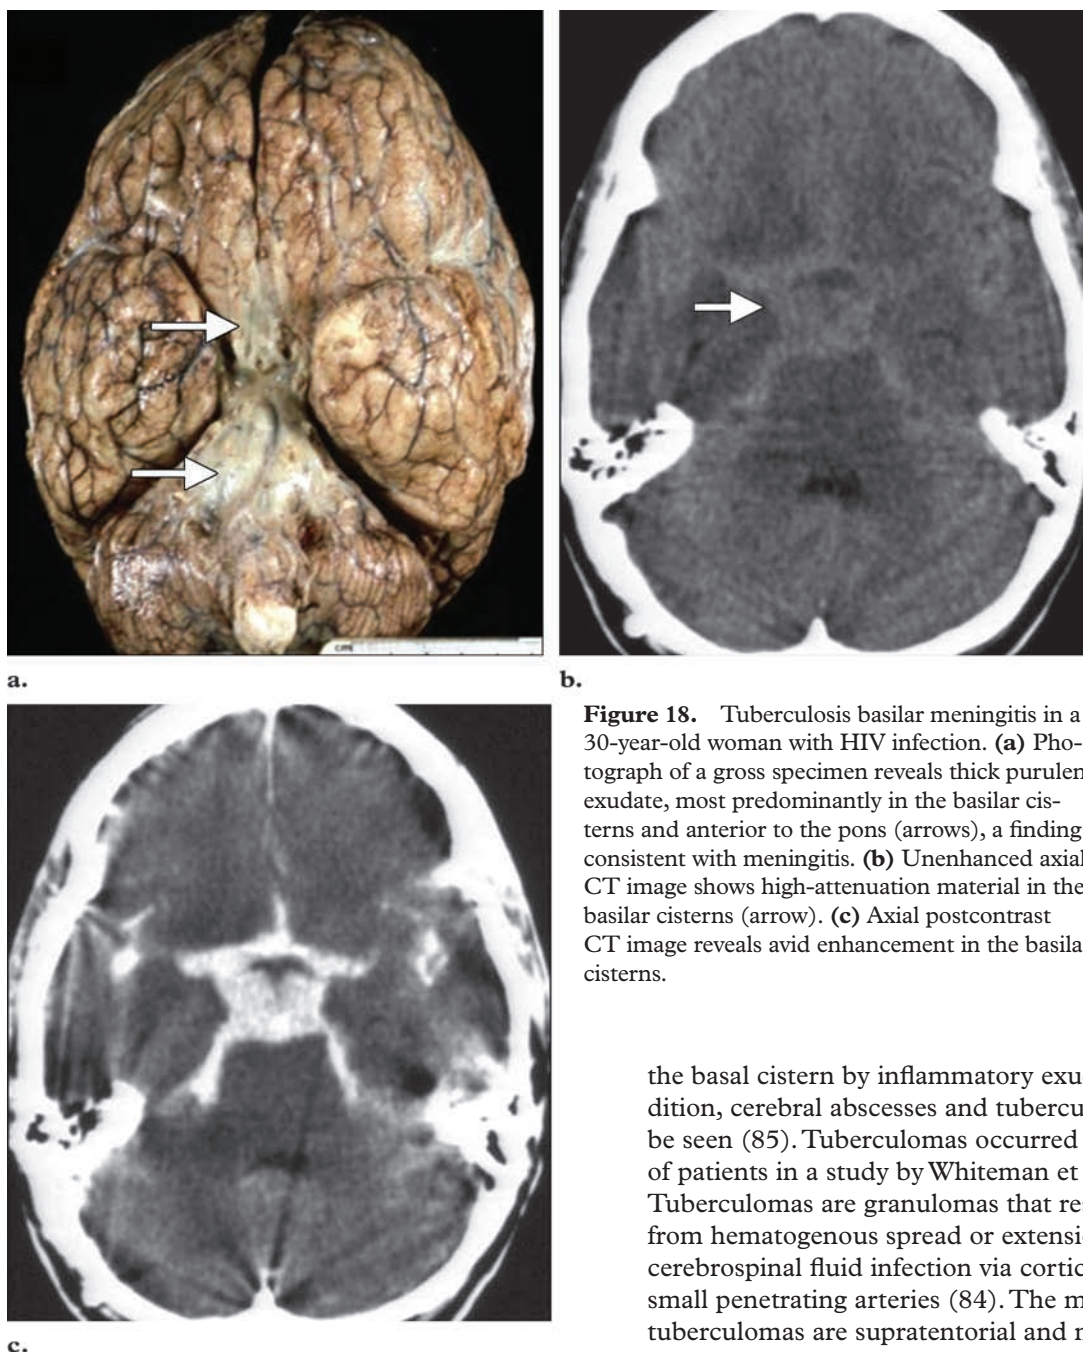 a.
b.
Figure 18. Tuberculosis basilar meningitis in a
30-year-old woman with HIV infection. (a) Pho-
tograph of a gross specimen reveals thick purulen
exudate, most predominantly in the basilar cis-
terns and anterior to the pons (arrows), a finding
consistent with meningitis. (b) Unenhanced axial
CT image shows high-attenuation material in the
basilar cisterns (arrow). (c) Axial postcontrast
CT image reveals avid enhancement in the basila
cisterns.
c.
the basal cistern by inflammatory exu
dition, cerebral abscesses and tubercu
be seen (85). Tuberculomas occurred
of patients in a study by Whiteman et
Tuberculomas are granulomas that re
from hematogenous spread or extensi
cerebrospinal fluid infection via cortic
small penetrating arteries (84). The m
tuberculomas are supratentorial and m